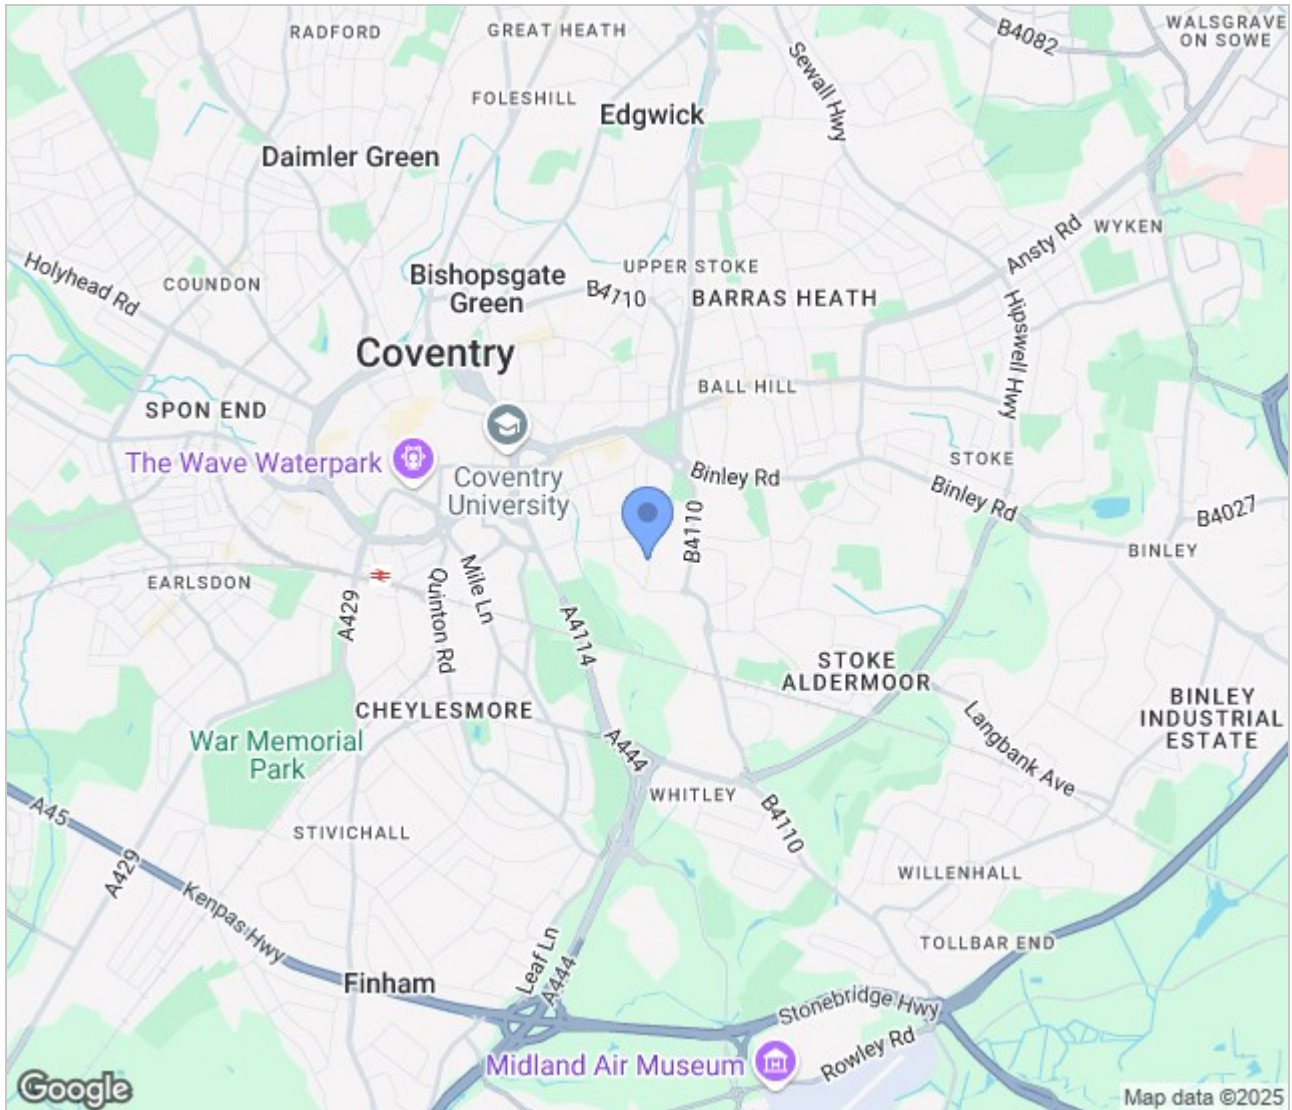 RADFORD
GREAT HEATH
B4082
WALSGRAVE
ON SOWE
Sewall Hwy
FOLESHILL
Edgwick
Daimler Green
WYKEN
Ansty Rd
Holyhead Rd
COUNDON
Bishopsgate
Green
UPPER STOKE
B4110
BARRAS HEATH
Hipswell Hwy
Coventry
BALL HILL
SPON END
The Wave Waterpark
Coventry
University
Binley Rd
STOKE
Binley Rd
B4027
B4110
BINLEY
EARLSDON
Mile Ln
Quinton Rd
A429
A4114
STOKE
ALDERMOOR
BINLEY
INDUSTRIAL
ESTATE
CHEYLESMORE
War Memorial
Park
A444
Langbank Ave
WHITLEY
B4110
A45
STIVICHALL
A429
WILLENHALL
Kenpas Hwy
TOLLBAR END
Leaf Ln
Finham
A444
Stonebridge Hwy
Rowley Rd
Midland Air Museum
Google
Map data ©2025